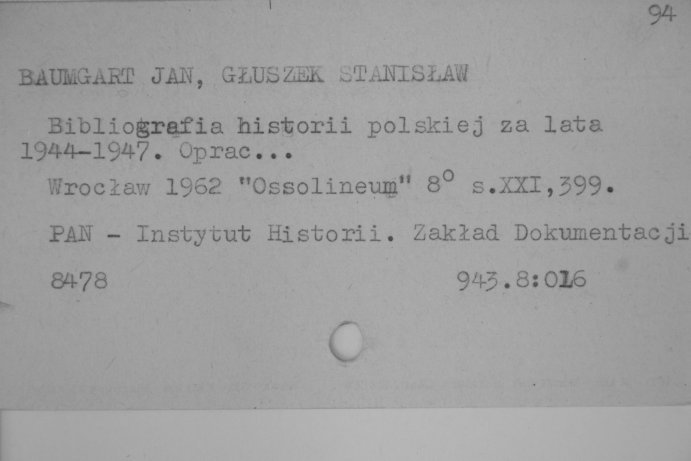 94
BAUMGART JAN, GŁUSZEK STANISŁAW
Bibliografia historii polskiej za lata
1944-1947. Oprac...
Wrocław 1962 "Ossolineum" 8° s.XXI,399.
PAN - Instytut Historii. Zakład Dokumentacji
8478 943.8:016